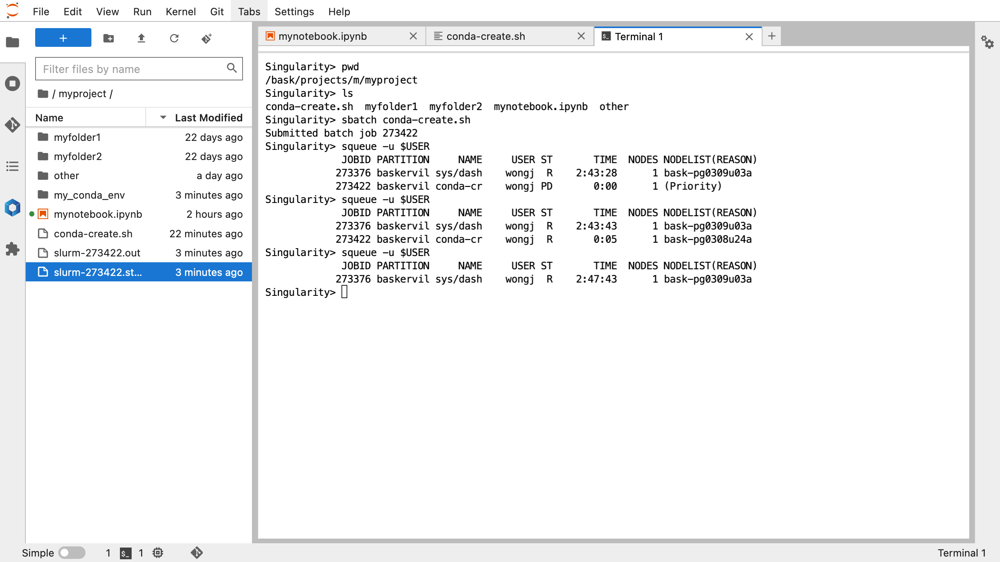 File Edit View Run Kernel Git Tabs Settings Help
+
Filter files by name
/ myproject /
Name Last Modified
myfolder1 22 days ago
myfolder2 22 days ago
other a day ago
my_conda_env 3 minutes ago
mynotebook.ipynb 2 hours ago
conda-create.sh 22 minutes ago
slurm-273422.out 3 minutes ago
slurm-273422.st... 3 minutes ago
mynotebook.ipynb conda-create.sh $_ Terminal 1 +
Singularity> pwd
/bask/projects/m/myproject
Singularity> ls
conda-create.sh myfolder1 myfolder2 mynotebook.ipynb other
Singularity> sbatch conda-create.sh
Submitted batch job 273422
Singularity> squeue -u $USER
JOBID PARTITION NAME USER ST TIME NODES NODELIST(REASON)
273376 baskervil sys/dash wongj R 2:43:28 1 bask-pg0309u03a
273422 baskervil conda-cr wongj PD 0:00 1 (Priority)
Singularity> squeue -u $USER
JOBID PARTITION NAME USER ST TIME NODES NODELIST(REASON)
273376 baskervil sys/dash wongj R 2:43:43 1 bask-pg0309u03a
273422 baskervil conda-cr wongj R 0:05 1 bask-pg0308u24a
Singularity> squeue -u $USER
JOBID PARTITION NAME USER ST TIME NODES NODELIST(REASON)
273376 baskervil sys/dash wongj R 2:47:43 1 bask-pg0309u03a
Singularity>
Simple 1 $_ 1 Terminal 1